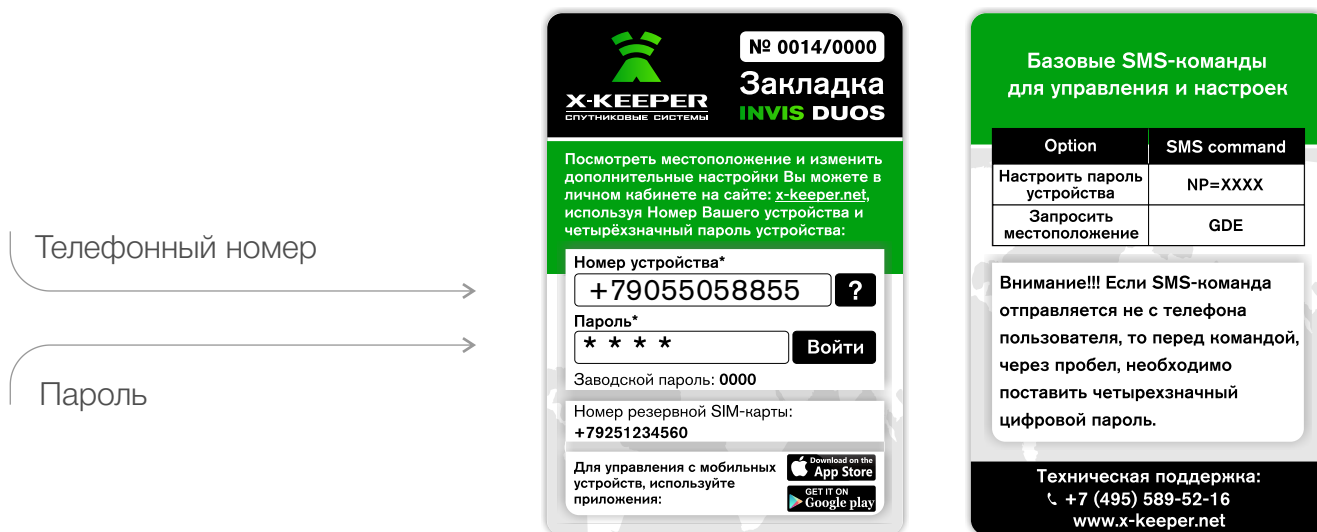 Телефонный номер
Пароль
X-KEEPER
СПУТНИКОВЫЕ СИСТЕМЫ
№ 0014/0000
Закладка
INVIS DUOS
Посмотреть местоположение и изменить
дополнительные настройки Вы можете в
личном кабинете на сайте: x-keeper.net,
используя Номер Вашего устройства и
четырёхзначный пароль устройства:
Номер устройства*
+79055058855 ?
Пароль*
* * * * Войти
Заводской пароль: 0000
Номер резервной SIM-карты:
+79251234560
Для управления с мобильных
устройств, используйте
приложения:
Download on the
App Store
GET IT ON
Google play
Базовые SMS-команды
для управления и настроек
Option SMS command
Настроить пароль
устройства
NP=XXXX
Запросить
местоположение
GDE
Внимание!!! Если SMS-команда
отправляется не с телефона
пользователя, то перед командой,
через пробел, необходимо
поставить четырехзначный
цифровой пароль.
Техническая поддержка:
+7 (495) 589-52-16
www.x-keeper.net